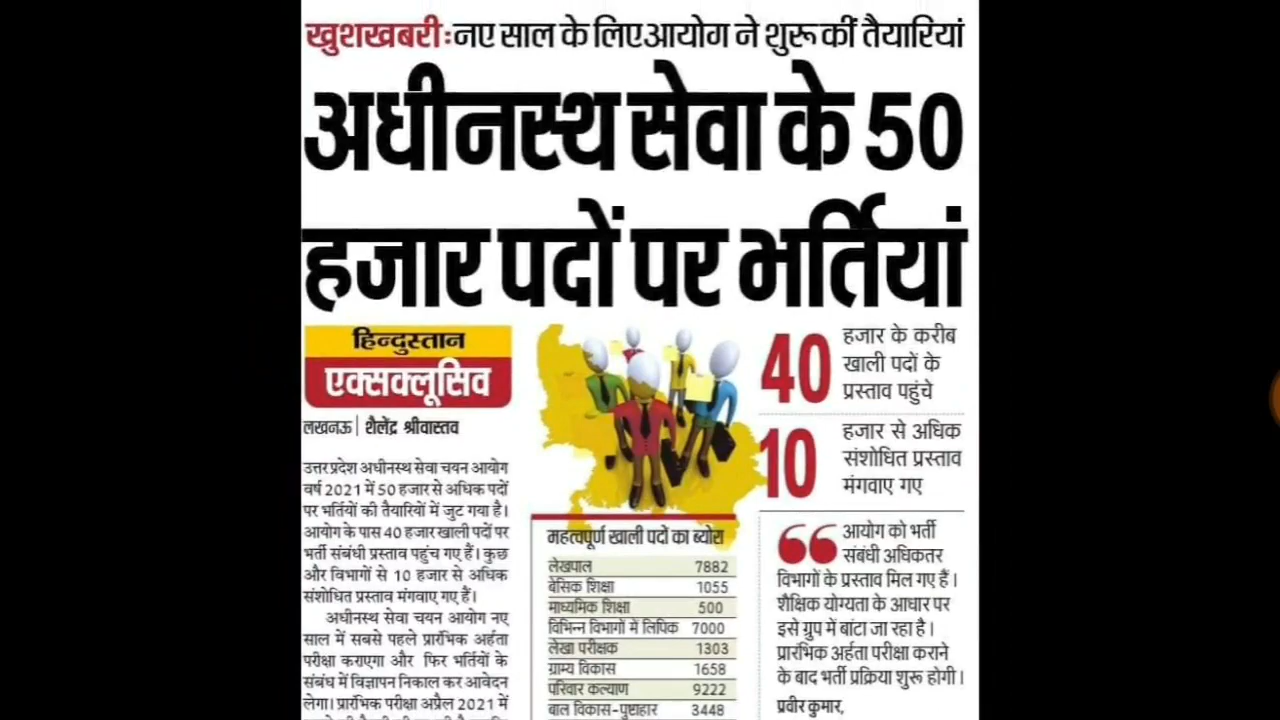 खुशखबरी: नए साल के लिए आयोग ने शुरू कीं तैयारियां
अधीनस्थ सेवा के 50
हजार पदों पर भर्तियां
हिन्दुस्तान
एक्सक्लूसिव
लखनऊ | शैलेंद्र श्रीवास्तव
उत्तर प्रदेश अधीनस्थ सेवा चयन आयोग
वर्ष 2021 में 50 हजार से अधिक पदों
पर भर्तियों की तैयारियों में जुट गया है।
आयोग के पास 40 हजार खाली पदों पर
भर्ती संबंधी प्रस्ताव पहुंच गए हैं। कुछ
और विभागों से 10 हजार से अधिक
संशोधित प्रस्ताव मंगवाए गए हैं।
अधीनस्थ सेवा चयन आयोग नए
साल में सबसे पहले प्रारंभिक अर्हता
परीक्षा कराएगा और फिर भर्तियों के
संबंध में विज्ञापन निकाल कर आवेदन
लेगा। प्रारंभिक परीक्षा अप्रैल 2021 में
महत्वपूर्ण खाली पदों का ब्योरा
लेखपाल 7882
बेसिक शिक्षा 1055
माध्यमिक शिक्षा 500
विभिन्न विभागों में लिपिक 7000
लेखा परीक्षक 1303
ग्राम्य विकास 1658
परिवार कल्याण 9222
बाल विकास-पुष्टाहार 3448
40 हजार के करीब
खाली पदों के
प्रस्ताव पहुंचे
10 हजार से अधिक
संशोधित प्रस्ताव
मंगवाए गए
“ आयोग को भर्ती
संबंधी अधिकतर
विभागों के प्रस्ताव मिल गए हैं।
शैक्षिक योग्यता के आधार पर
इसे ग्रुप में बांटा जा रहा है।
प्रारंभिक अर्हता परीक्षा कराने
के बाद भर्ती प्रक्रिया शुरू होगी।
प्रवीर कुमार,